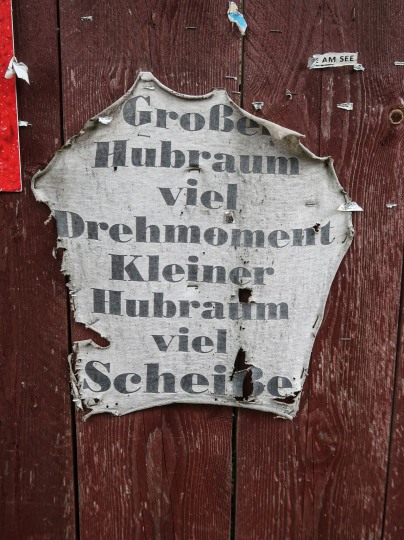 AM SEE
Großer
Hubraum
viel
Drehmoment
Kleiner
Hubraum
viel
Scheiße